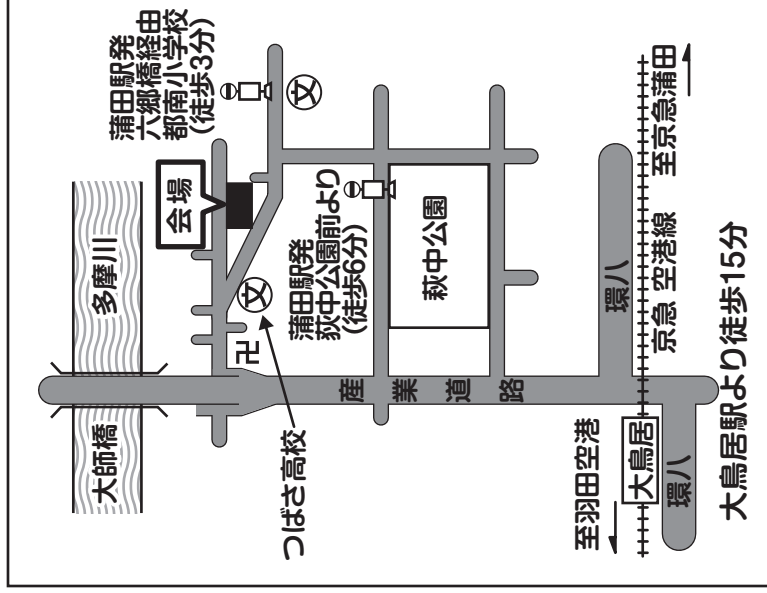 蒲田駅発
六郷橋経由
都南小学校
(徒歩3分)
文
会場
多摩川
大師橋
文
卍
つばさ高校
蒲田駅発
荻中公園前より
(徒歩6分)
萩中公園
産業道路
環八
京急 空港線
至京急蒲田
至羽田空港
大鳥居
環八
大鳥居駅より徒歩15分